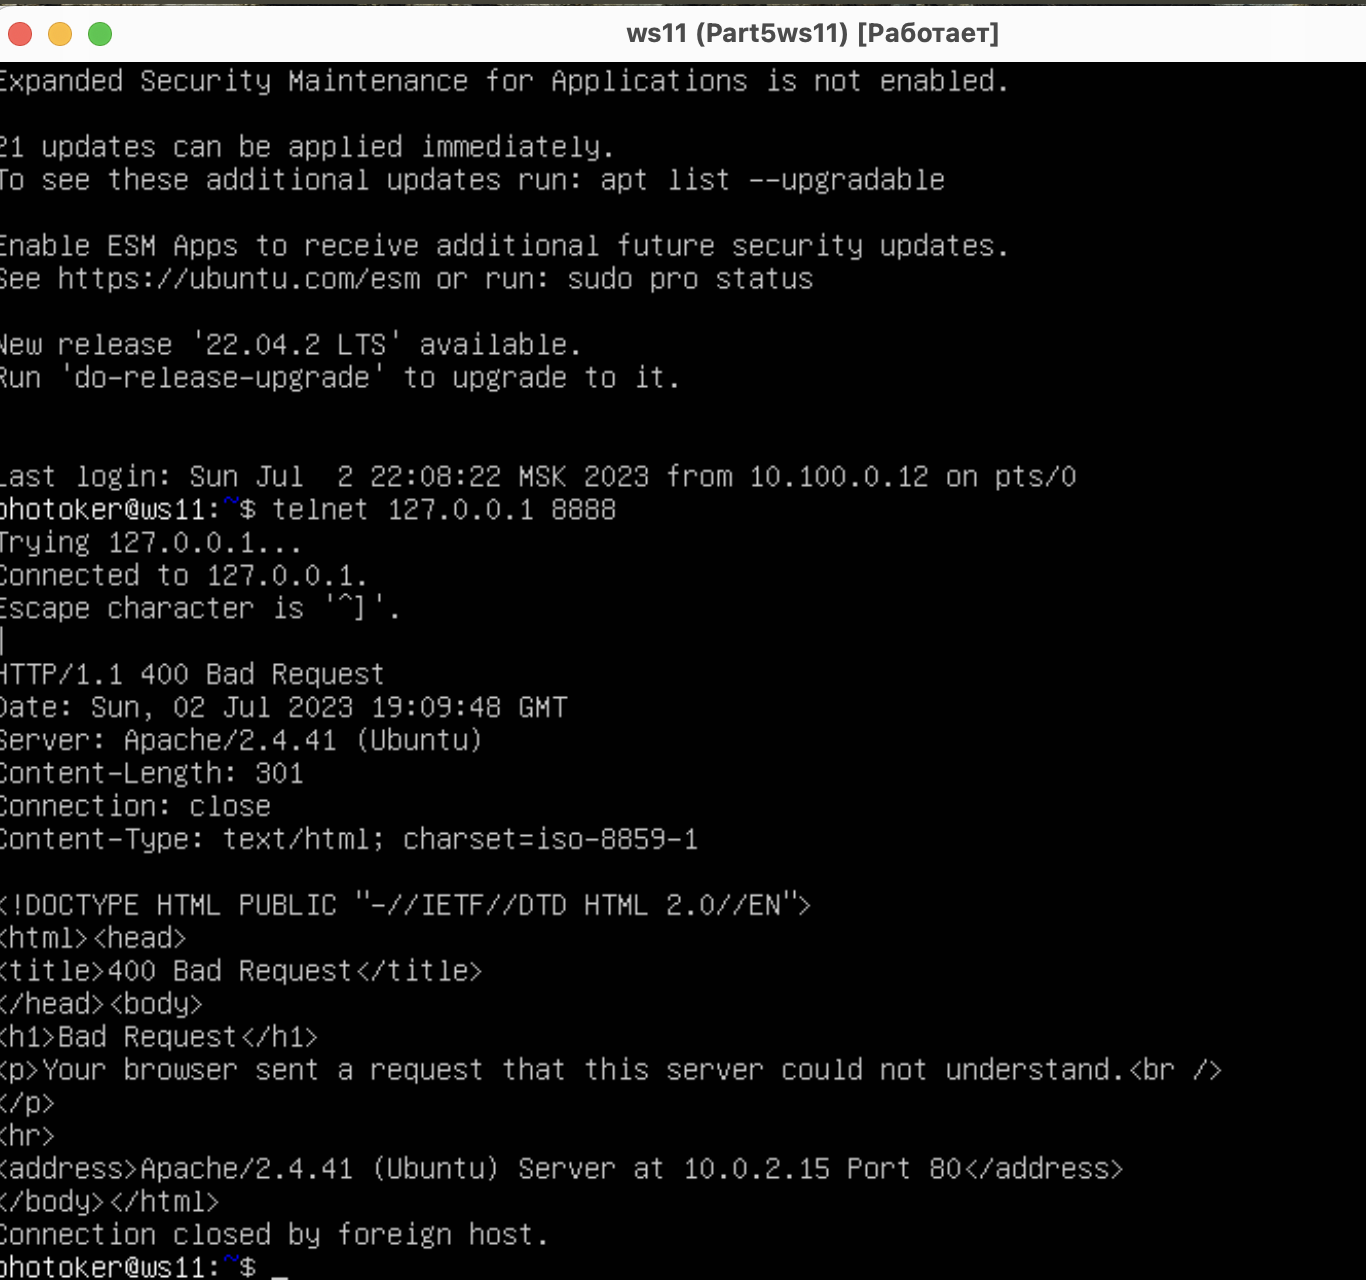 ws11 (Part5ws11) [Работает]
Expanded Security Maintenance for Applications is not enabled.
21 updates can be applied immediately.
To see these additional updates run: apt list --upgradable
Enable ESM Apps to receive additional future security updates.
See https://ubuntu.com/esm or run: sudo pro status
New release '22.04.2 LTS' available.
Run 'do-release-upgrade' to upgrade to it.
Last login: Sun Jul  2 22:08:22 MSK 2023 from 10.100.0.12 on pts/0
photoker@ws11:~$ telnet 127.0.0.1 8888
Trying 127.0.0.1...
Connected to 127.0.0.1.
Escape character is '^]'.
|
HTTP/1.1 400 Bad Request
Date: Sun, 02 Jul 2023 19:09:48 GMT
Server: Apache/2.4.41 (Ubuntu)
Content-Length: 301
Connection: close
Content-Type: text/html; charset=iso-8859-1
<!DOCTYPE HTML PUBLIC "-//IETF//DTD HTML 2.0//EN">
<html><head>
<title>400 Bad Request</title>
</head><body>
<h1>Bad Request</h1>
<p>Your browser sent a request that this server could not understand.<br />
</p>
<hr>
<address>Apache/2.4.41 (Ubuntu) Server at 10.0.2.15 Port 80</address>
</body></html>
Connection closed by foreign host.
photoker@ws11:~$ _